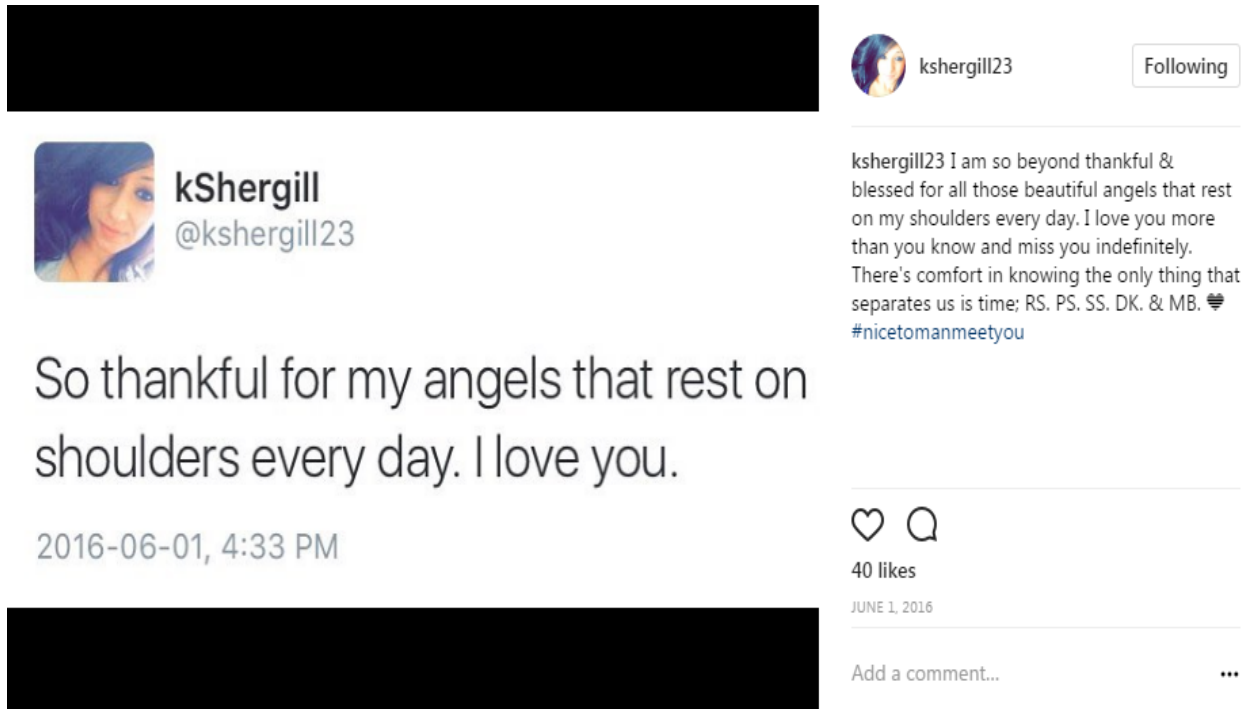 kShergill
@kshergill23
So thankful for my angels that rest on
shoulders every day. I love you.
2016-06-01, 4:33 PM
kshergill23
Following
kshergill23 I am so beyond thankful &
blessed for all those beautiful angels that rest
on my shoulders every day. I love you more
than you know and miss you indefinitely.
There's comfort in knowing the only thing that
separates us is time; RS. PS. SS. DK. & MB. 🖤
#nicetomanmeetyou
40 likes
JUNE 1, 2016
Add a comment...